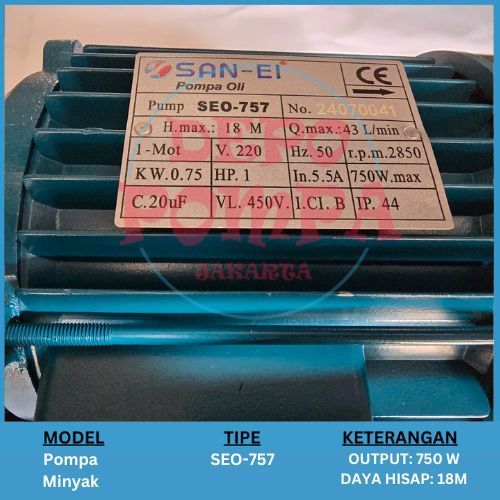 SAN-EI
Pompa Oli
CE
Pump SEO-757 No. 24070041
H.max.: 18 M Q.max.: 43 L/min
1-Mot V. 220 Hz. 50 r.p.m. 2850
KW. 0.75 HP. 1 In. 5.5A 750W.max
C. 20uF VL. 450V. I.CI. B IP. 44
GURU
POMPA
JAKARTA
MODEL TIPE KETERANGAN
Pompa SEO-757 OUTPUT: 750 W
Minyak DAYA HISAP: 18M